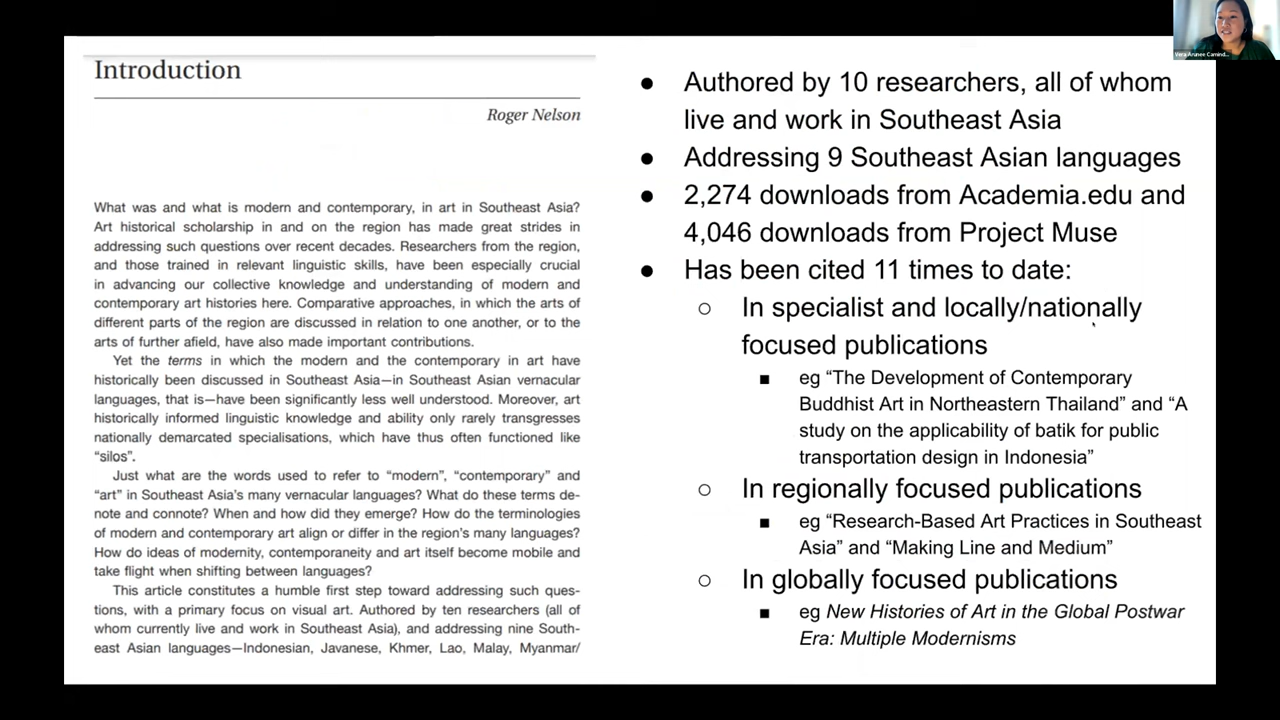 Introduction
Roger Nelson
What was and what is modern and contemporary, in art in Southeast Asia?
Art historical scholarship in and on the region has made great strides in
addressing such questions over recent decades. Researchers from the region,
and those trained in relevant linguistic skills, have been especially crucial
in advancing our collective knowledge and understanding of modern and
contemporary art histories here. Comparative approaches, in which the arts of
different parts of the region are discussed in relation to one another, or to the
arts of further afield, have also made important contributions.
Yet the terms in which the modern and the contemporary in art have
historically been discussed in Southeast Asia—in Southeast Asian vernacular
languages, that is—have been significantly less well understood. Moreover, art
historically informed linguistic knowledge and ability only rarely transgresses
nationally demarcated specialisations, which have thus often functioned like
“silos”.
Just what are the words used to refer to “modern”, “contemporary” and
“art” in Southeast Asia’s many vernacular languages? What do these terms de-
note and connote? When and how did they emerge? How do the terminologies
of modern and contemporary art align or differ in the region’s many languages?
How do ideas of modernity, contemporaneity and art itself become mobile and
take flight when shifting between languages?
This article constitutes a humble first step toward addressing such ques-
tions, with a primary focus on visual art. Authored by ten researchers (all of
whom currently live and work in Southeast Asia), and addressing nine South-
east Asian languages—Indonesian, Javanese, Khmer, Lao, Malay, Myanmar/
● Authored by 10 researchers, all of whom
live and work in Southeast Asia
● Addressing 9 Southeast Asian languages
● 2,274 downloads from Academia.edu and
4,046 downloads from Project Muse
● Has been cited 11 times to date:
○ In specialist and locally/nationally
focused publications
■ eg “The Development of Contemporary
Buddhist Art in Northeastern Thailand” and “A
study on the applicability of batik for public
transportation design in Indonesia”
○ In regionally focused publications
■ eg “Research-Based Art Practices in Southeast
Asia” and “Making Line and Medium”
○ In globally focused publications
■ eg New Histories of Art in the Global Postwar
Era: Multiple Modernisms
Vera Arunee Camind...